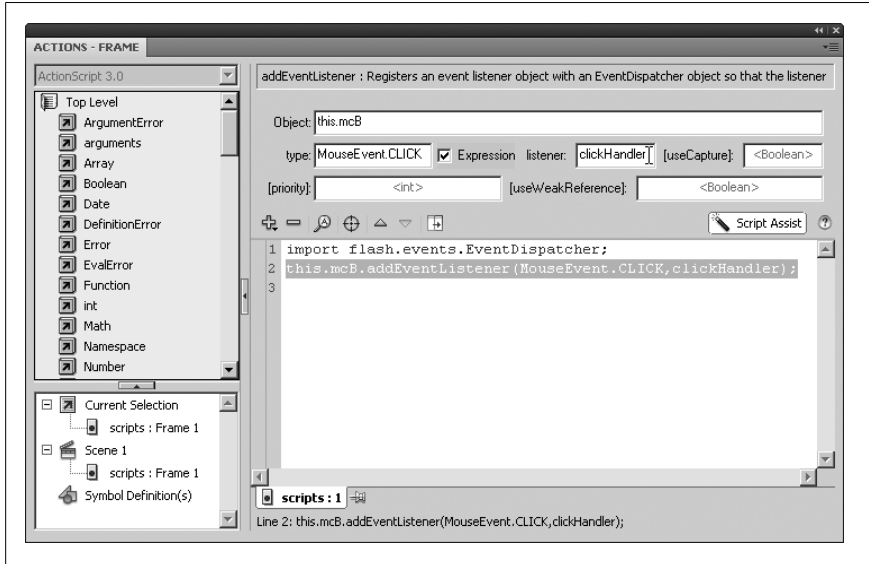 ACTIONS - FRAME
ActionScript 3.0
Top Level
ArgumentError
arguments
Array
Boolean
Date
DefinitionError
Error
EvalError
Function
int
Math
Namespace
Number
Current Selection
scripts : Frame 1
Scene 1
scripts : Frame 1
Symbol Definition(s)
addEventListener : Registers an event listener object with an EventDispatcher object so that the listener
Object: this.mcB
type: MouseEvent.CLICK Expression listener: clickHandler [useCapture]: <Boolean>
[priority]: <int> [useWeakReference]: <Boolean>
Script Assist
1 import flash.events.EventDispatcher;
2 this.mcB.addEventListener(MouseEvent.CLICK,clickHandler);
3
scripts : 1
Line 2: this.mcB.addEventListener(MouseEvent.CLICK,clickHandler);